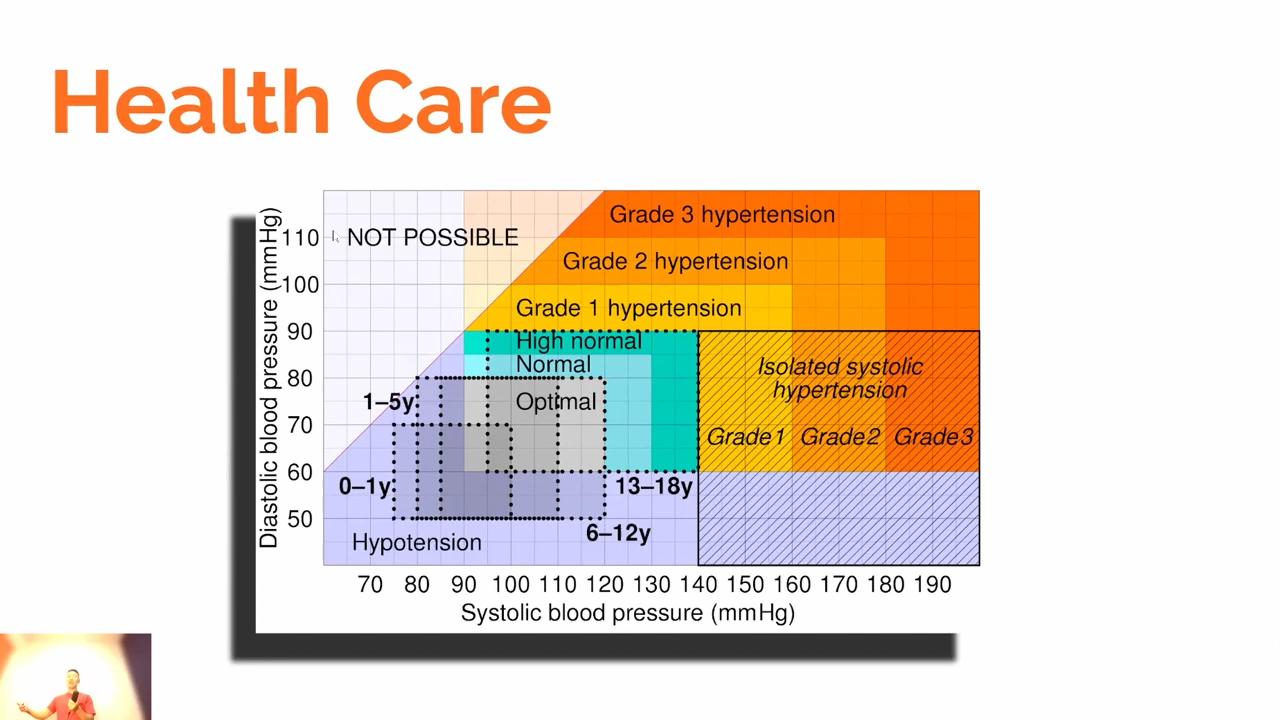 Health Care
Diastolic blood pressure (mmHg)
110
100
90
80
70
60
50
NOT POSSIBLE
Grade 3 hypertension
Grade 2 hypertension
Grade 1 hypertension
High normal
Normal
Optimal
Isolated systolic
hypertension
Grade1 Grade2 Grade3
1–5y
0–1y
13–18y
6–12y
Hypotension
70 80 90 100 110 120 130 140 150 160 170 180 190
Systolic blood pressure (mmHg)